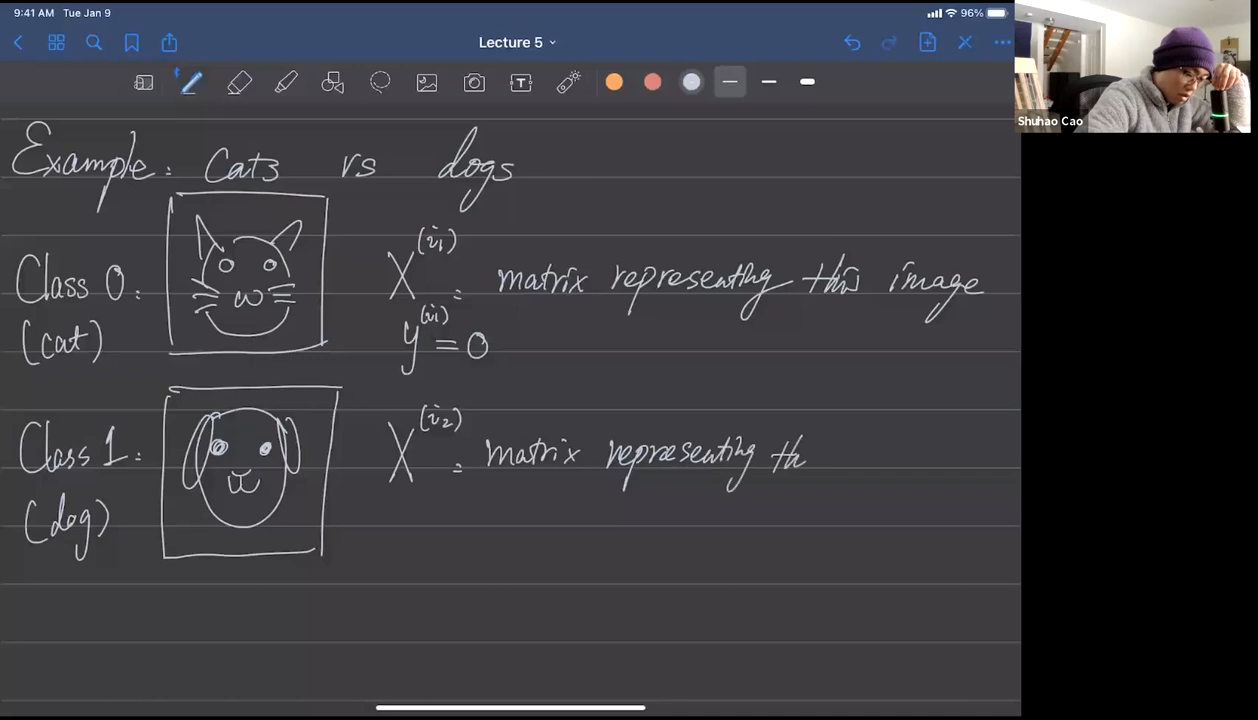 9:41 AM Tue Jan 9
96%
Lecture 5
T
Shuhao Cao
Example: Cats vs dogs
Class 0: X^(i₁): matrix representing this image
(cat) y^(i₁) = 0
Class 1: X^(i₂): matrix representing th
(dog)